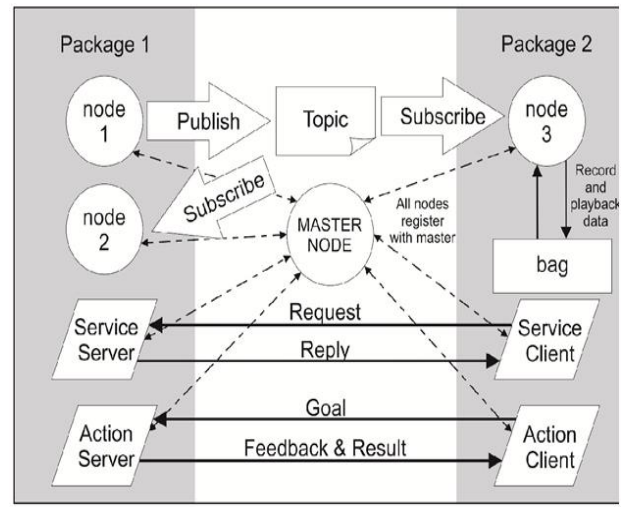 Package 1
Package 2
node
1
Publish
Topic
Subscribe
node
3
Subscribe
node
2
MASTER
NODE
All nodes
register
with master
Record
and
playback
data
bag
Service
Server
Request
Reply
Service
Client
Action
Server
Goal
Feedback & Result
Action
Client